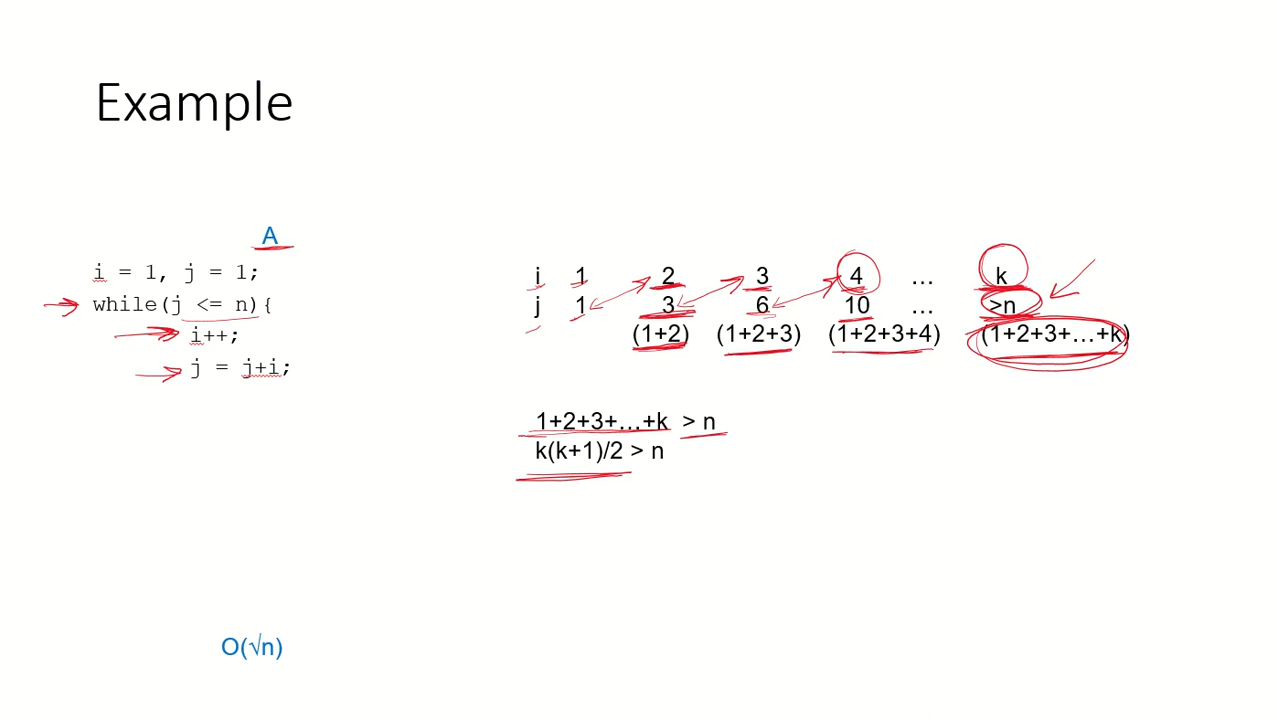 Example
A
i = 1, j = 1;
while(j <= n){
i++;
j = j+i;
i 1 2 3 4 … k
j 1 3 6 10 … >n
(1+2) (1+2+3) (1+2+3+4) (1+2+3+…+k)
1+2+3+…+k > n
k(k+1)/2 > n
O(√n)